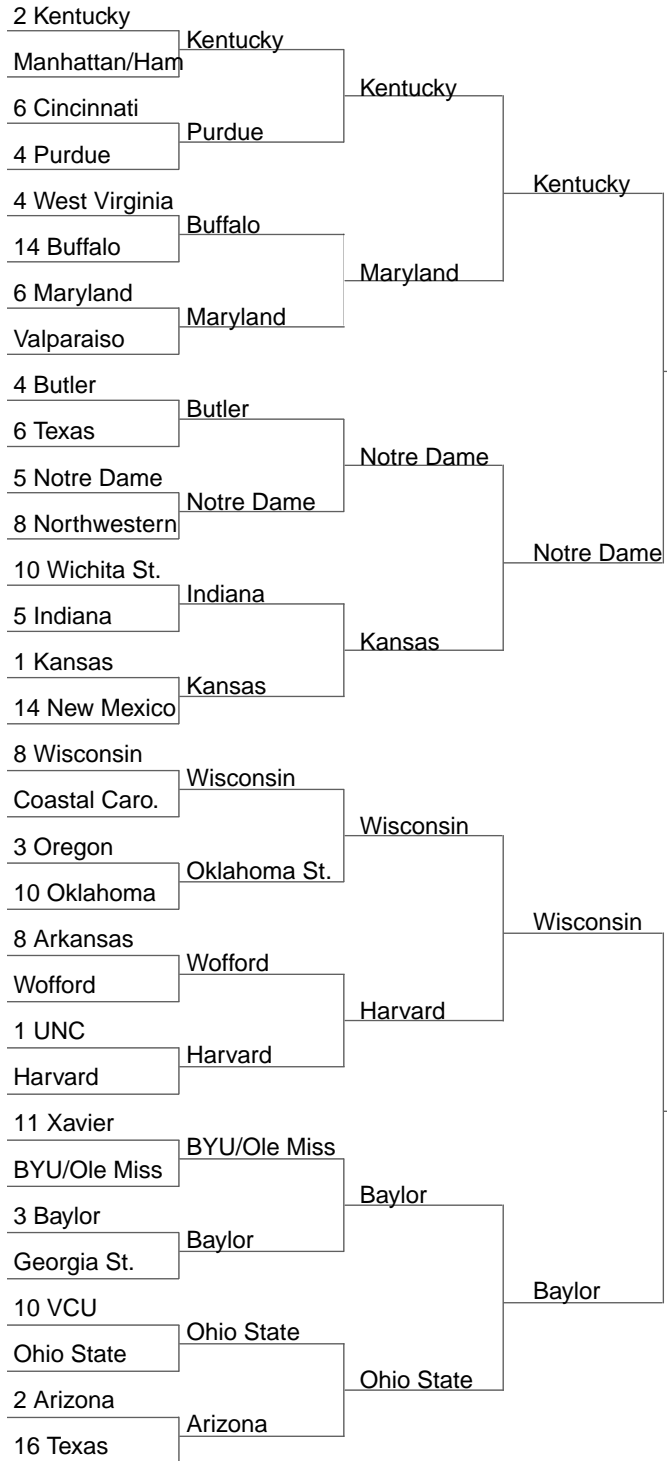 2 Kentucky
Kentucky
Manhattan/Ham
Kentucky
6 Cincinnati
Purdue
4 Purdue
Kentucky
4 West Virginia
Buffalo
14 Buffalo
Maryland
6 Maryland
Maryland
Valparaiso
4 Butler
Butler
6 Texas
Notre Dame
5 Notre Dame
Notre Dame
8 Northwestern
Notre Dame
10 Wichita St.
Indiana
5 Indiana
Kansas
1 Kansas
Kansas
14 New Mexico
8 Wisconsin
Wisconsin
Coastal Caro.
Wisconsin
3 Oregon
Oklahoma St.
10 Oklahoma
Wisconsin
8 Arkansas
Wofford
Wofford
Harvard
1 UNC
Harvard
Harvard
11 Xavier
BYU/Ole Miss
BYU/Ole Miss
Baylor
3 Baylor
Baylor
Georgia St.
Baylor
10 VCU
Ohio State
Ohio State
Ohio State
2 Arizona
Arizona
16 Texas